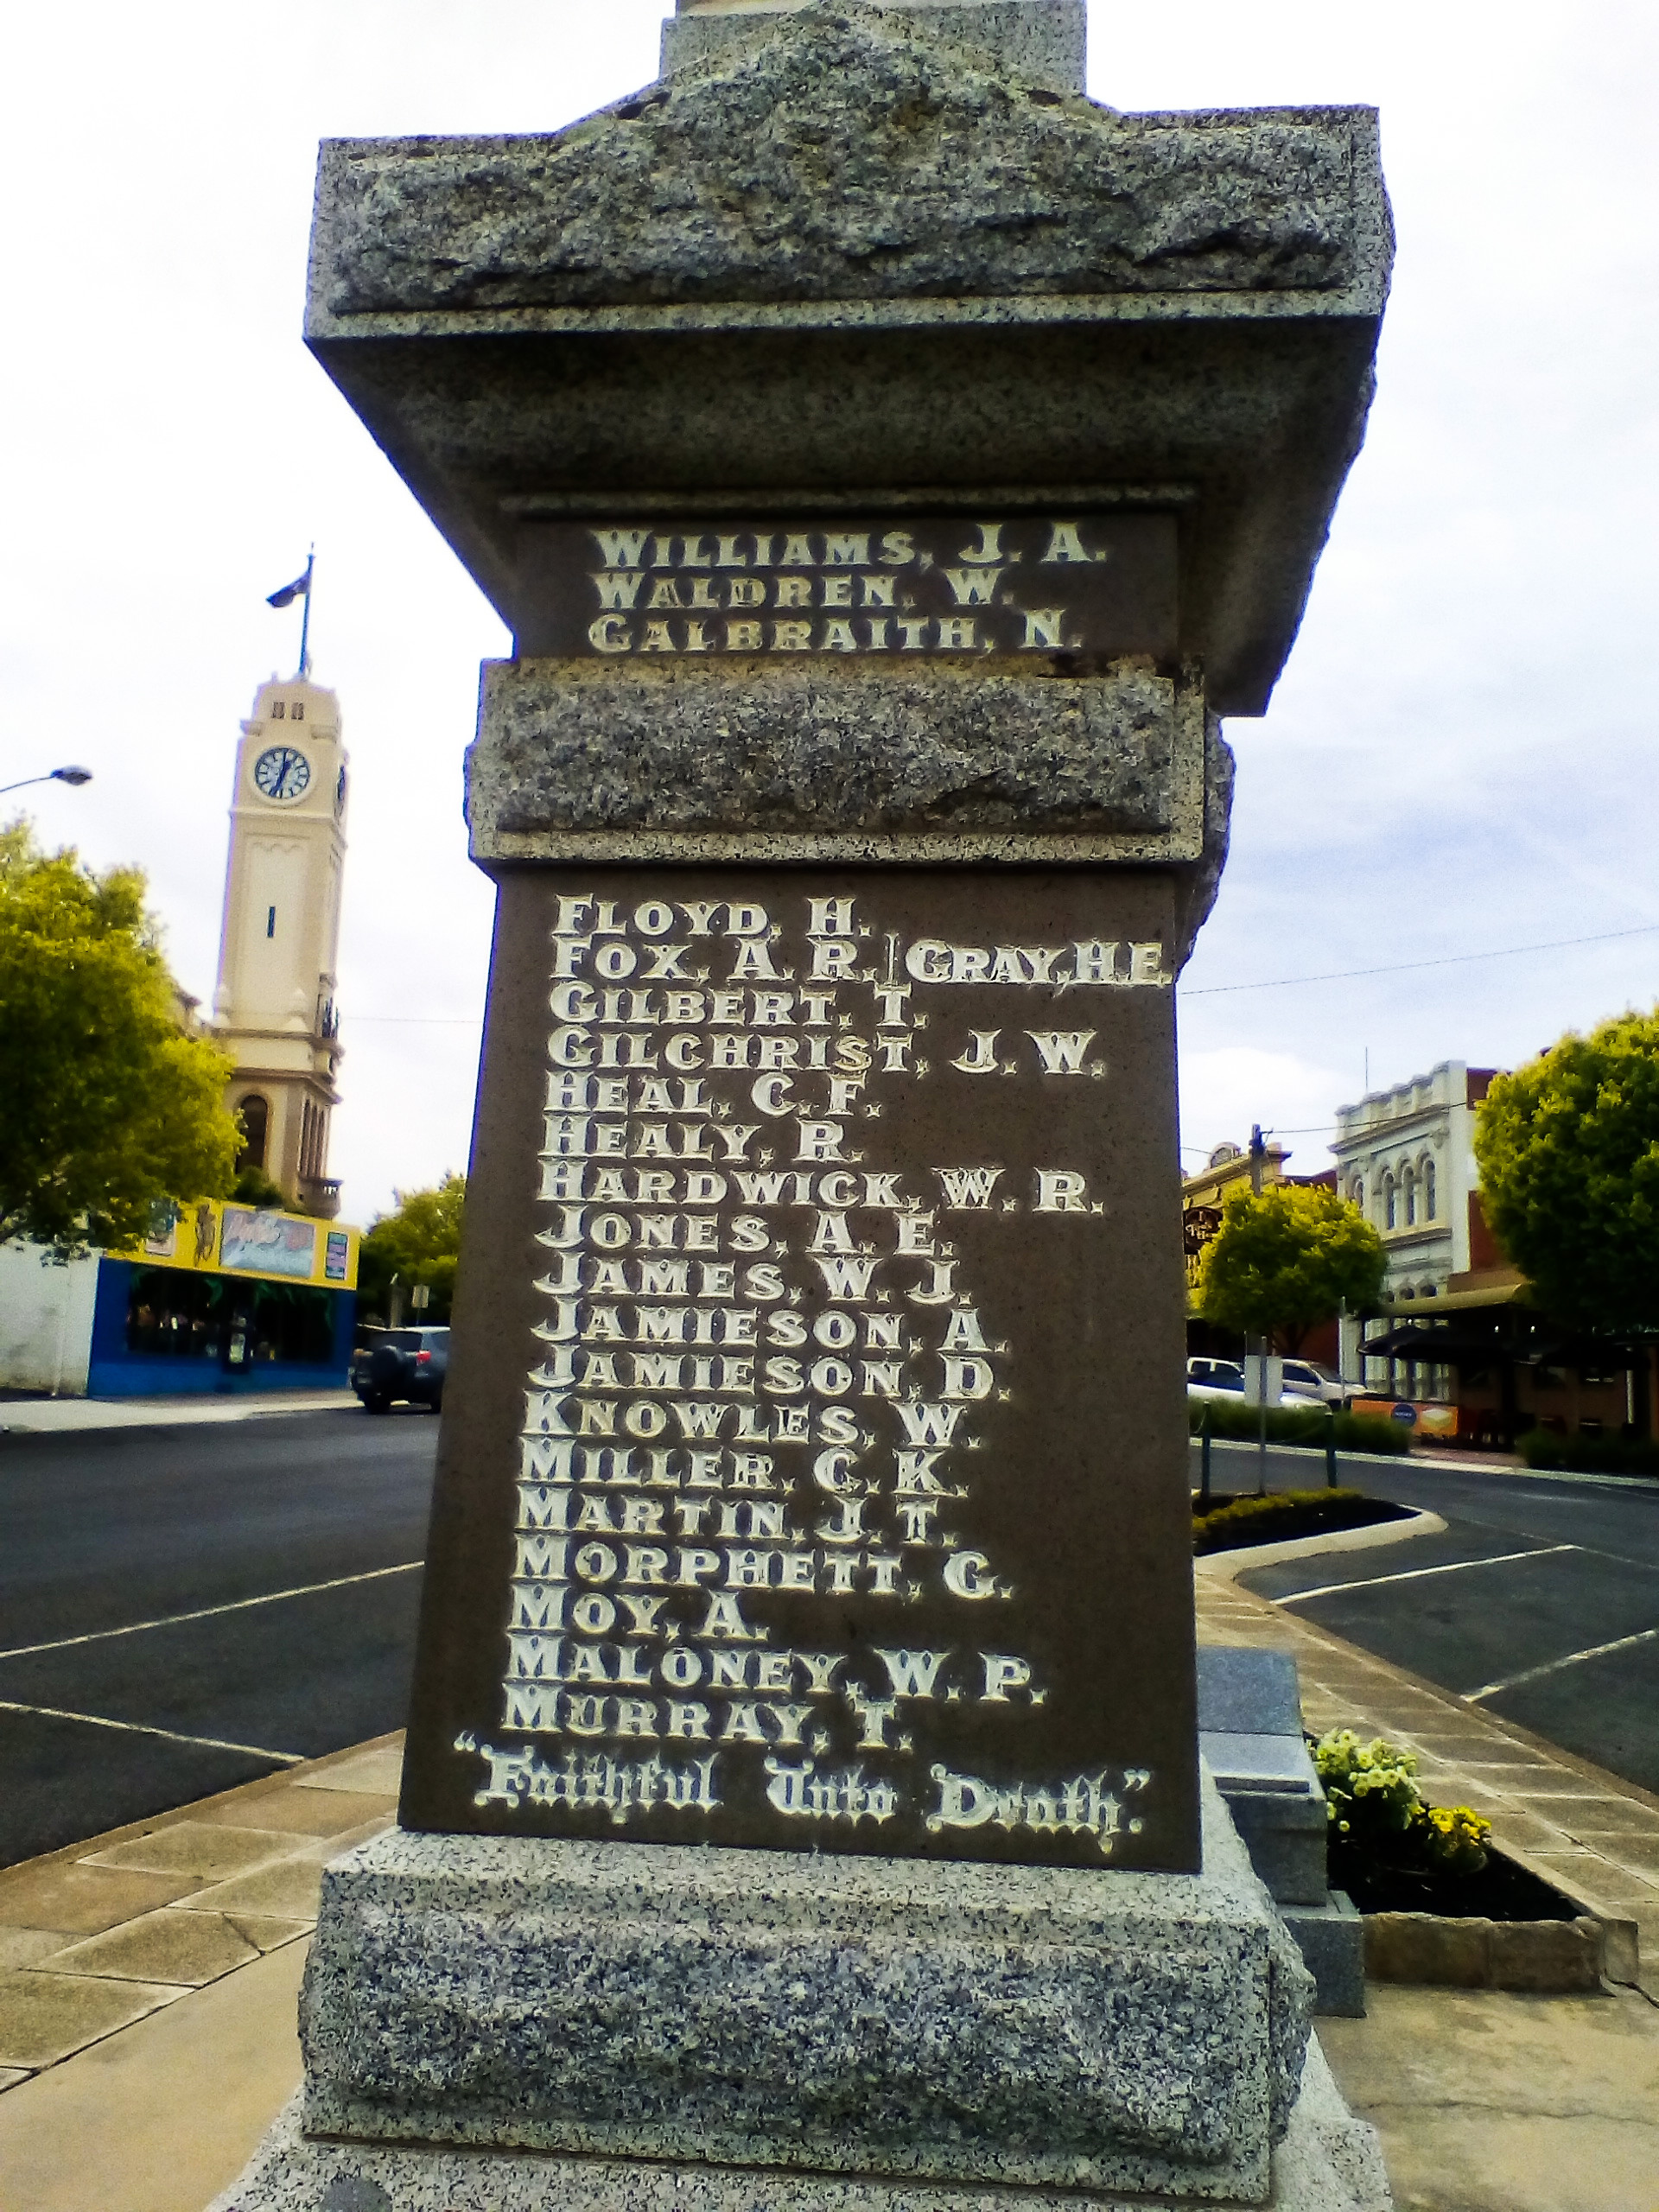 WILLIAMS, J. A.
WALDREN, W.
GALBRAITH, N.
FLOYD, H.
FOX, A. R. GRAY, H.E.
GILBERT, T.
GILCHRIST, J. W.
HEAL, C. F.
HEALY, R.
HARDWICK, W. R.
JONES, A. E.
JAMES, W. J.
JAMIESON, A.
JAMIESON, D.
KNOWLES, W.
MILLER, C. K.
MARTIN, J. T.
MORPHETT, G.
MOY, A.
MALONEY, W. P.
MURRAY, T.
“Faithful Unto Death.”